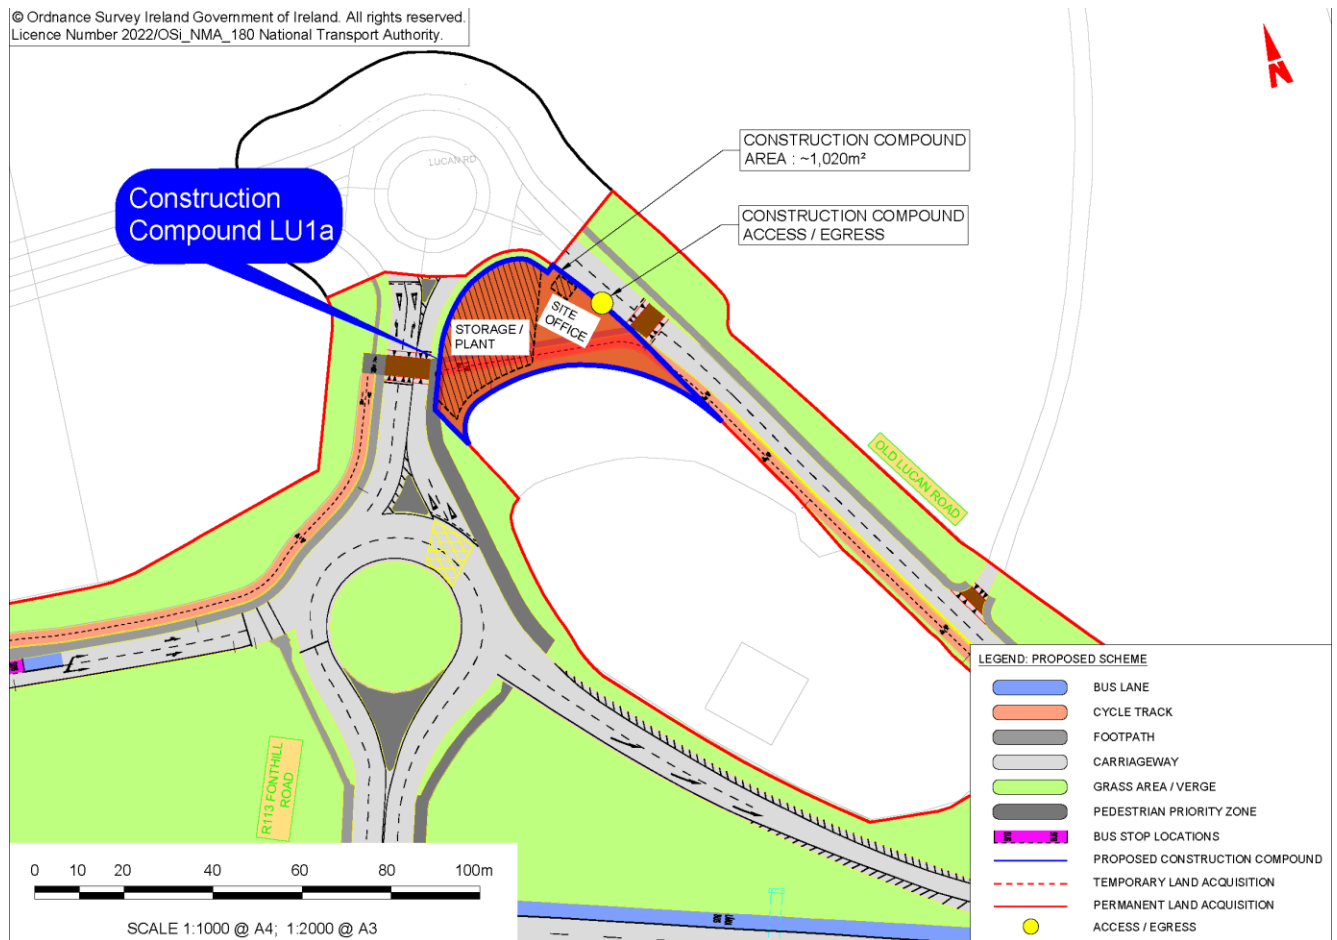 © Ordnance Survey Ireland Government of Ireland. All rights reserved.
Licence Number 2022/OSi_NMA_180 National Transport Authority.
N
CONSTRUCTION COMPOUND
AREA : ~1,020m²
LUCAN RD
Construction
Compound LU1a
CONSTRUCTION COMPOUND
ACCESS / EGRESS
SITE
OFFICE
STORAGE /
PLANT
OLD LUCAN ROAD
R113 FONTHILL
ROAD
LEGEND: PROPOSED SCHEME
BUS LANE
CYCLE TRACK
FOOTPATH
CARRIAGEWAY
GRASS AREA / VERGE
PEDESTRIAN PRIORITY ZONE
BUS STOP LOCATIONS
PROPOSED CONSTRUCTION COMPOUND
TEMPORARY LAND ACQUISITION
PERMANENT LAND ACQUISITION
ACCESS / EGRESS
0 10 20 40 60 80 100m
SCALE 1:1000 @ A4; 1:2000 @ A3